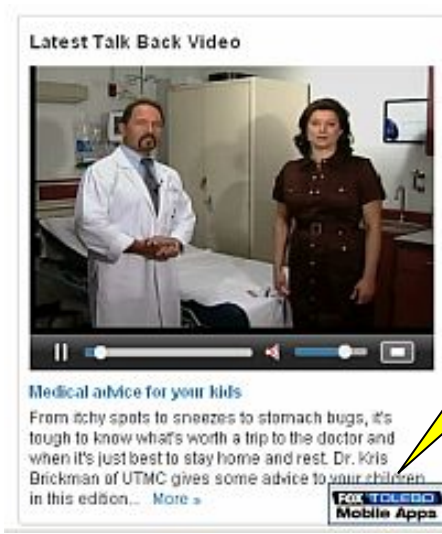 Latest Talk Back Video
Medical advice for your kids
From itchy spots to sneezes to stomach bugs, it's
tough to know what's worth a trip to the doctor and
when it's just best to stay home and rest. Dr. Kris
Brickman of UTMC gives some advice to your children
in this edition... More »
FOX TOLEDO
Mobile Apps